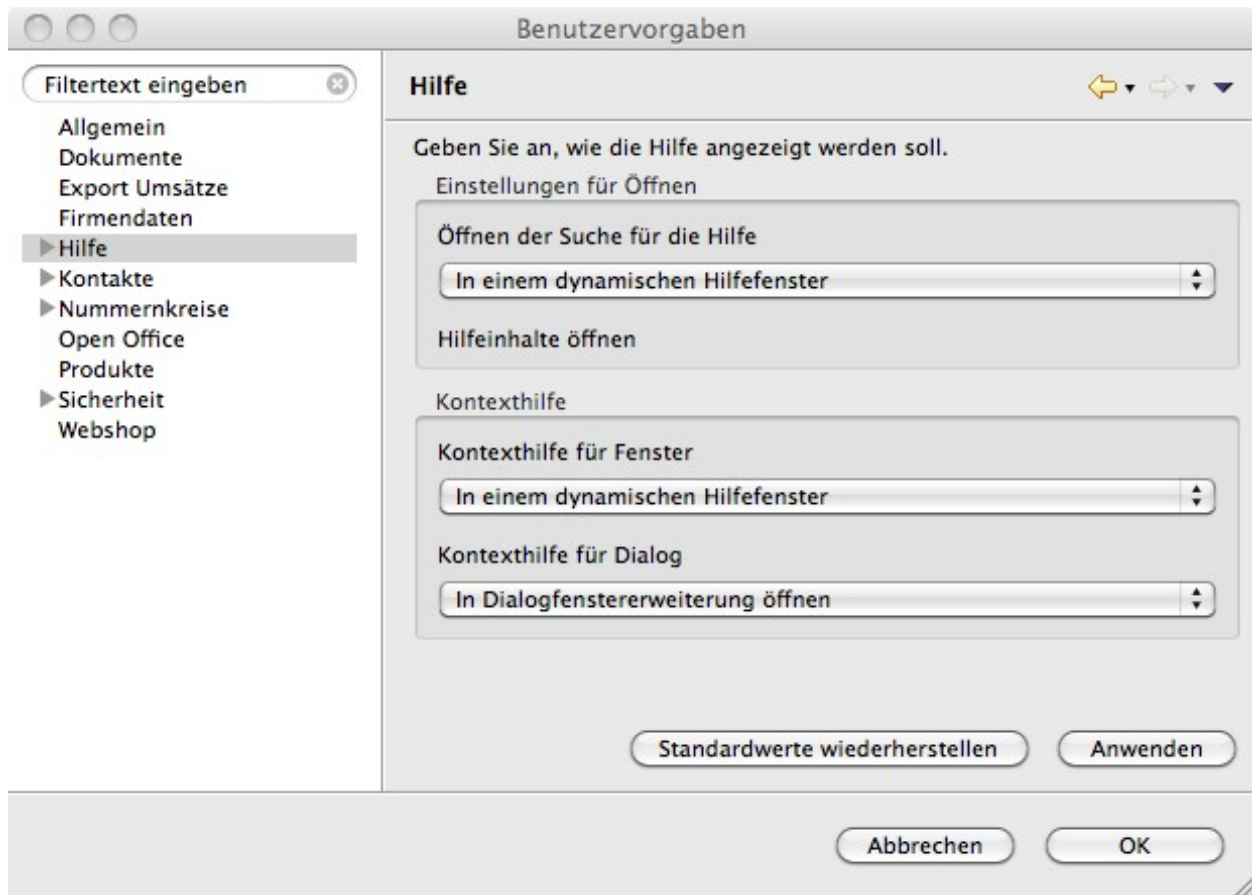 Benutzervorgaben
Filtertext eingeben
Allgemein
Dokumente
Export Umsätze
Firmendaten
Hilfe
Kontakte
Nummernkreise
Open Office
Produkte
Sicherheit
Webshop
Hilfe
Geben Sie an, wie die Hilfe angezeigt werden soll.
Einstellungen für Öffnen
Öffnen der Suche für die Hilfe
In einem dynamischen Hilfefenster
Hilfeinhalte öffnen
Kontexthilfe
Kontexthilfe für Fenster
In einem dynamischen Hilfefenster
Kontexthilfe für Dialog
In Dialogfenstererweiterung öffnen
Standardwerte wiederherstellen
Anwenden
Abbrechen
OK